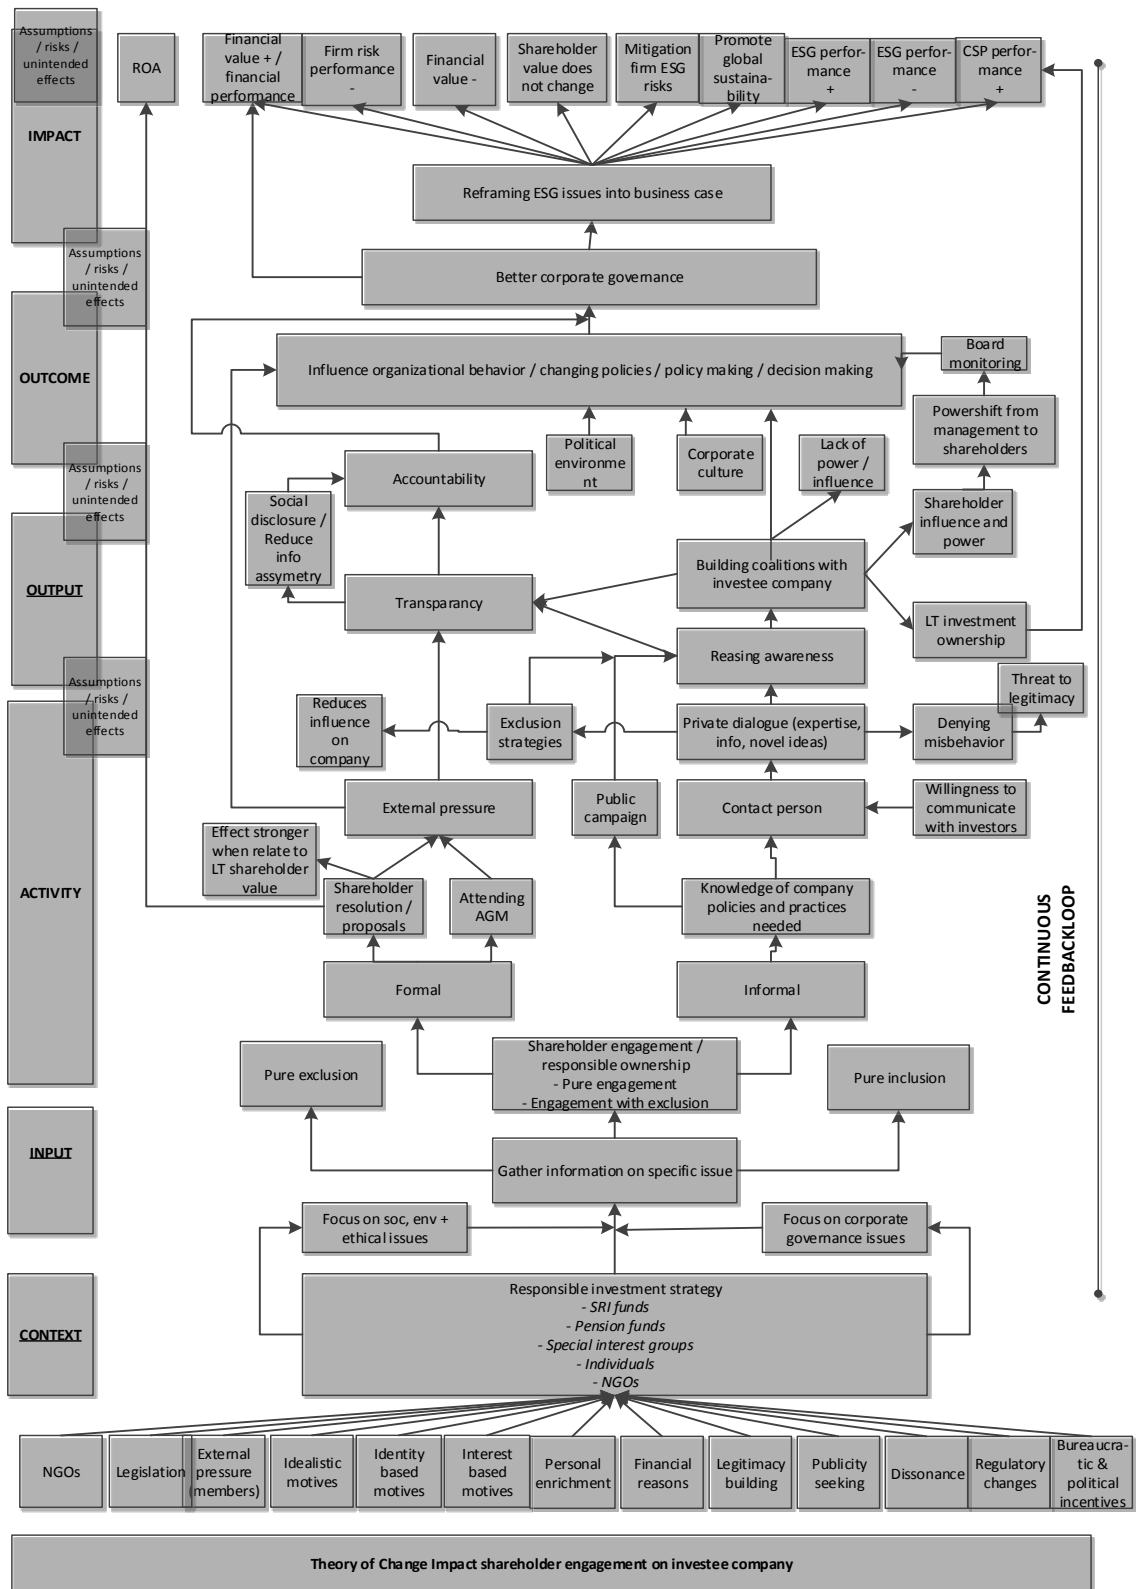 Assumptions
/ risks /
unintended
effects
ROA
Financial
value + /
financial
performance
Firm risk
performance
-
Financial
value -
Shareholder
value does
not change
Mitigation
firm ESG
risks
Promote
global
sustaina-
bility
ESG perfor-
mance
+
ESG perfor-
mance
-
CSP perfor-
mance
+
IMPACT
Reframing ESG issues into business case
Assumptions
/ risks /
unintended
effects
Better corporate governance
OUTCOME
Influence organizational behavior / changing policies / policy making / decision making
Board
monitoring
Powershift from
management to
shareholders
Political
environme
nt
Corporate
culture
Lack of
power /
influence
Assumptions
/ risks /
unintended
effects
Accountability
Social
disclosure /
Reduce
info
assymetry
Shareholder
influence and
power
OUTPUT
Transparancy
Building coalitions with
investee company
LT investment
ownership
Reasing awareness
Assumptions
/ risks /
unintended
effects
Threat to
legitimacy
Reduces
influence
on
company
Exclusion
strategies
Private dialogue (expertise,
info, novel ideas)
Denying
misbehavior
External pressure
Public
campaign
Contact person
Willingness to
communicate
with investors
ACTIVITY
Effect stronger
when relate to
LT shareholder
value
Shareholder
resolution /
proposals
Attending
AGM
Knowledge of company
policies and practices
needed
CONTINUOUS
FEEDBACKLOOP
Formal
Informal
Pure exclusion
Shareholder engagement /
responsible ownership
- Pure engagement
- Engagement with exclusion
Pure inclusion
INPUT
Gather information on specific issue
Focus on soc, env +
ethical issues
Focus on corporate
governance issues
CONTEXT
Responsible investment strategy
- SRI funds
- Pension funds
- Special interest groups
- Individuals
- NGOs
NGOs
Legislation
External
pressure
(members)
Idealistic
motives
Identity
based
motives
Interest
based
motives
Personal
enrichment
Financial
reasons
Legitimacy
building
Publicity
seeking
Dissonance
Regulatory
changes
Bureaucra-
tic &
political
incentives
Theory of Change Impact shareholder engagement on investee company